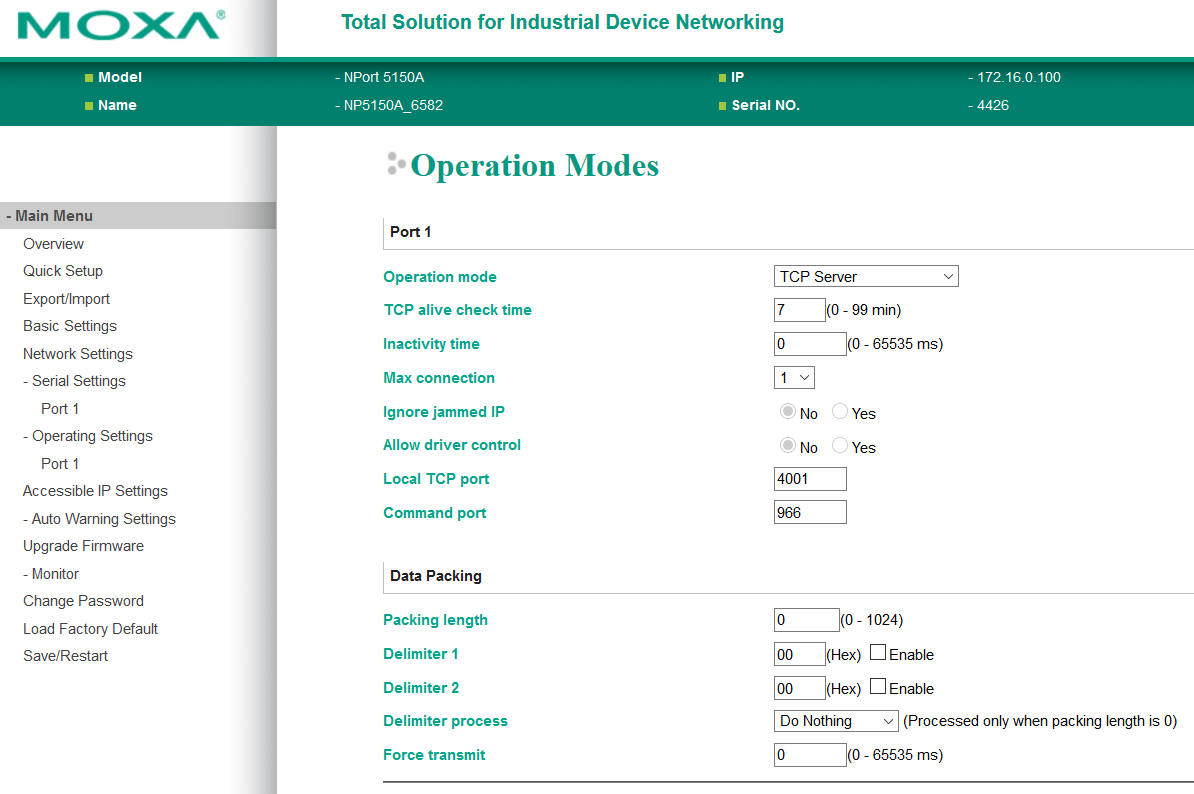 MOXA®
Total Solution for Industrial Device Networking
Model - NPort 5150A IP - 172.16.0.100
Name - NP5150A_6582 Serial NO. - 4426
- Main Menu
Overview
Quick Setup
Export/Import
Basic Settings
Network Settings
- Serial Settings
Port 1
- Operating Settings
Port 1
Accessible IP Settings
- Auto Warning Settings
Upgrade Firmware
- Monitor
Change Password
Load Factory Default
Save/Restart
Operation Modes
Port 1
Operation mode TCP Server
TCP alive check time 7 (0 - 99 min)
Inactivity time 0 (0 - 65535 ms)
Max connection 1
Ignore jammed IP No Yes
Allow driver control No Yes
Local TCP port 4001
Command port 966
Data Packing
Packing length 0 (0 - 1024)
Delimiter 1 00 (Hex) Enable
Delimiter 2 00 (Hex) Enable
Delimiter process Do Nothing (Processed only when packing length is 0)
Force transmit 0 (0 - 65535 ms)